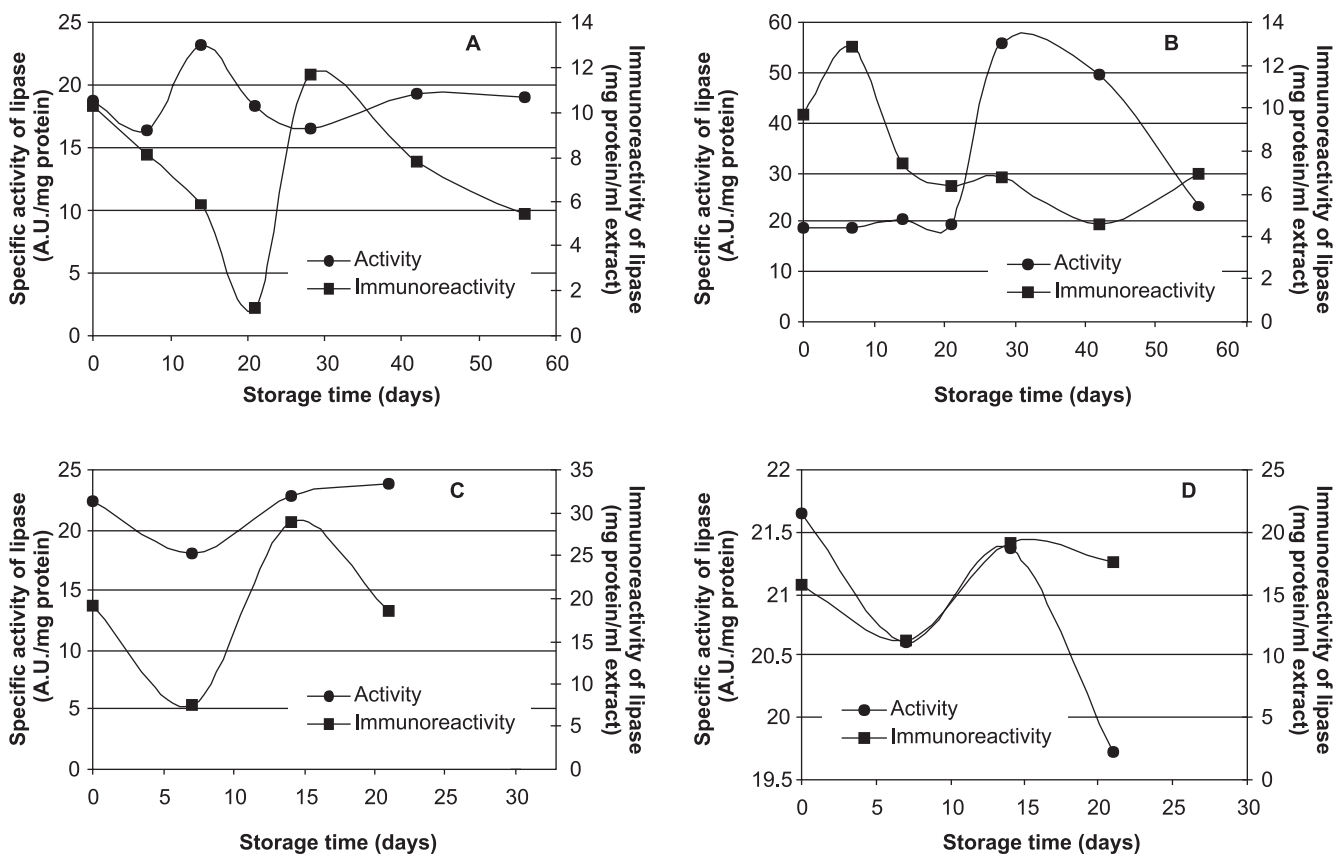 Specific activity of lipase
(A.U./mg protein)
25
20
15
10
5
0
A
Activity
Immunoreactivity
14
12
10
8
6
4
2
0
Immunoreactivity of lipase
(mg protein/ml extract)
0 10 20 30 40 50 60
Storage time (days)
Specific activity of lipase
(A.U./mg protein)
60
50
40
30
20
10
0
B
Activity
Immunoreactivity
14
12
10
8
6
4
2
0
Immunoreactivity of lipase
(mg protein/ml extract)
0 10 20 30 40 50 60
Storage time (days)
Specific activity of lipase
(A.U./mg protein)
25
20
15
10
5
0
C
Activity
Immunoreactivity
35
30
25
20
15
10
5
0
Immunoreactivity of lipase
(mg protein/ml extract)
0 5 10 15 20 25 30
Storage time (days)
Specific activity of lipase
(A.U./mg protein)
22
21.5
21
20.5
20
19.5
D
Activity
Immunoreactivity
25
20
15
10
5
0
Immunoreactivity of lipase
(mg protein/ml extract)
0 5 10 15 20 25 30
Storage time (days)